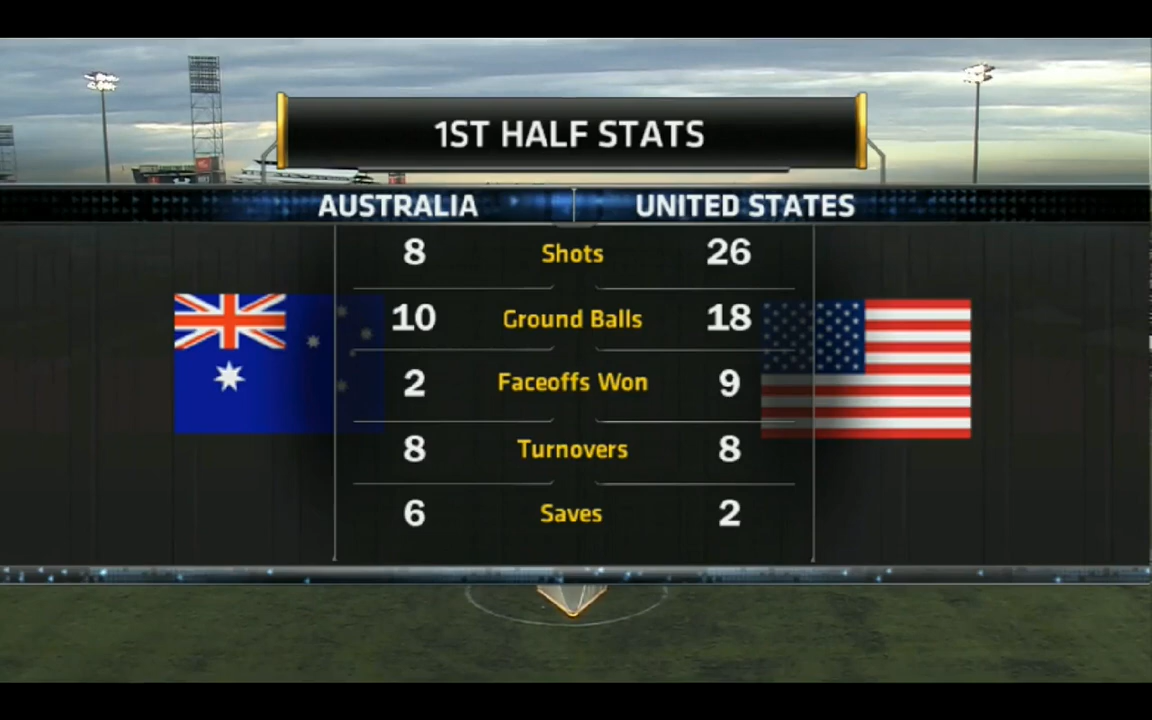 1ST HALF STATS
AUSTRALIA UNITED STATES
8 Shots 26
10 Ground Balls 18
2 Faceoffs Won 9
8 Turnovers 8
6 Saves 2